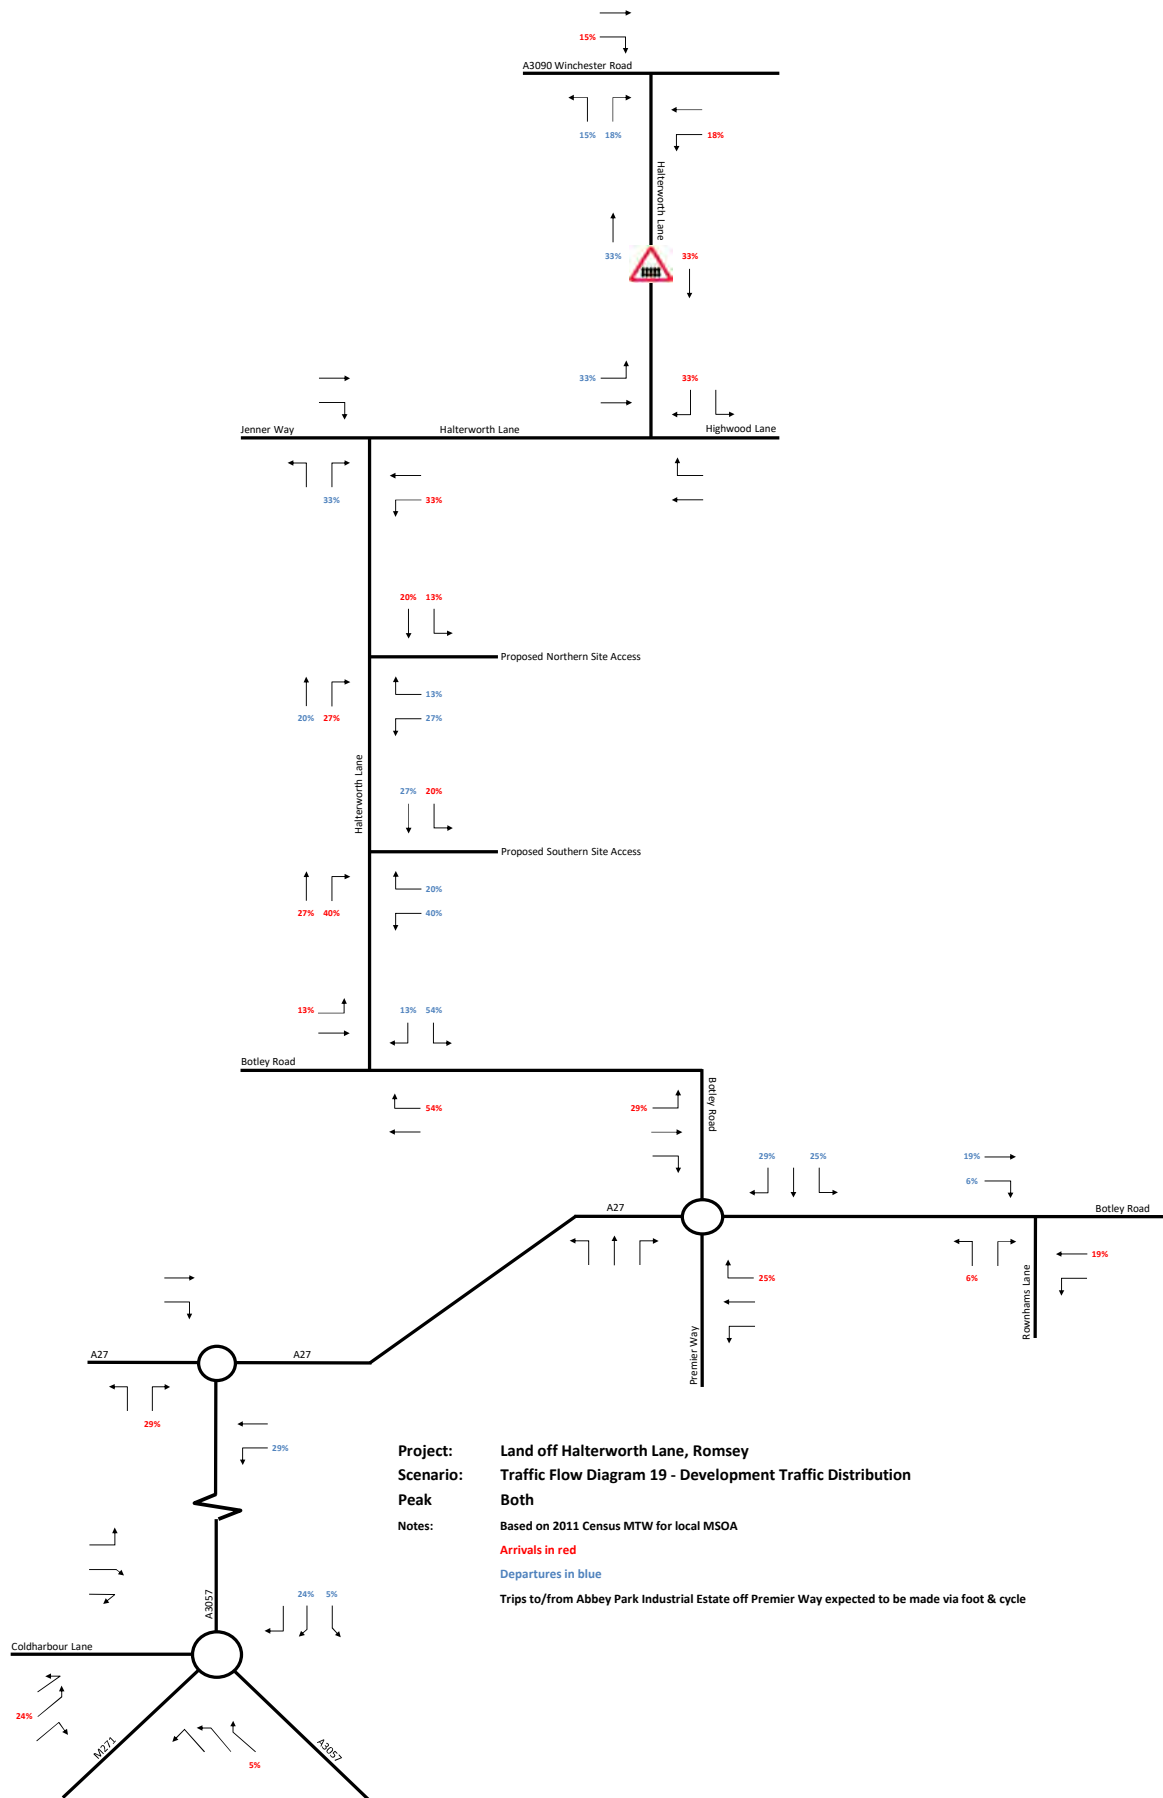 15%
A3090 Winchester Road
15% 18%
18%
Halterworth Lane
33%
33%
33%
33%
Jenner Way
Halterworth Lane
Highwood Lane
33%
33%
20% 13%
Proposed Northern Site Access
13%
20% 27%
27%
Halterworth Lane
27% 20%
Proposed Southern Site Access
20%
27% 40%
40%
13%
13% 54%
Botley Road
Botley Road
54%
29%
29% 25%
19%
6%
A27
Botley Road
25%
6%
19%
Rownhams Lane
Premier Way
A27
A27
29%
29%
Project: Land off Halterworth Lane, Romsey
Scenario: Traffic Flow Diagram 19 - Development Traffic Distribution
Peak Both
Notes: Based on 2011 Census MTW for local MSOA
Arrivals in red
Departures in blue
Trips to/from Abbey Park Industrial Estate off Premier Way expected to be made via foot & cycle
A3057
24% 5%
Coldharbour Lane
24%
M271
A3057
5%